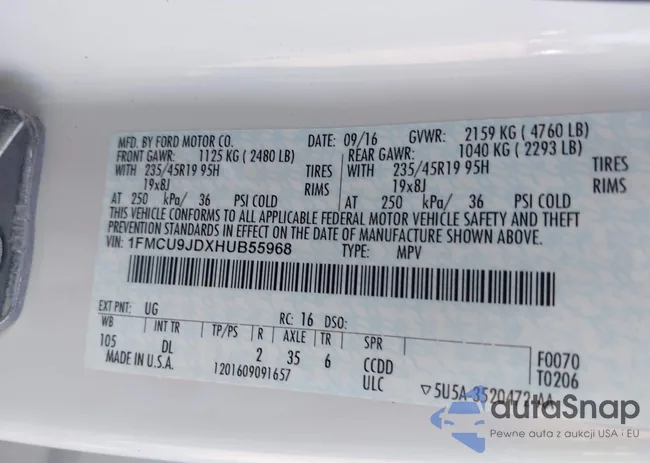 MFD. BY FORD MOTOR CO. DATE: 09/16 GVWR: 2159 KG ( 4760 LB)
FRONT GAWR: 1125 KG ( 2480 LB) REAR GAWR: 1040 KG ( 2293 LB)
WITH 235/45R19 95H TIRES WITH 235/45R19 95H TIRES
19x8J RIMS 19x8J RIMS
AT 250 kPa/ 36 PSI COLD AT 250 kPa/ 36 PSI COLD
THIS VEHICLE CONFORMS TO ALL APPLICABLE FEDERAL MOTOR VEHICLE SAFETY AND THEFT
PREVENTION STANDARDS IN EFFECT ON THE DATE OF MANUFACTURE SHOWN ABOVE.
VIN: 1FMCU9JDXHUB55968 TYPE: MPV
EXT PNT: UG RC: 16 DSO:
WB INT TR TP/PS R AXLE TR SPR
105 DL 2 35 6 CCDD F0070
MADE IN U.S.A. 1201609091657 ULC T0206
▽5U5A-3520472-AA
autaSnap
Pewne auta z aukcji USA i EU